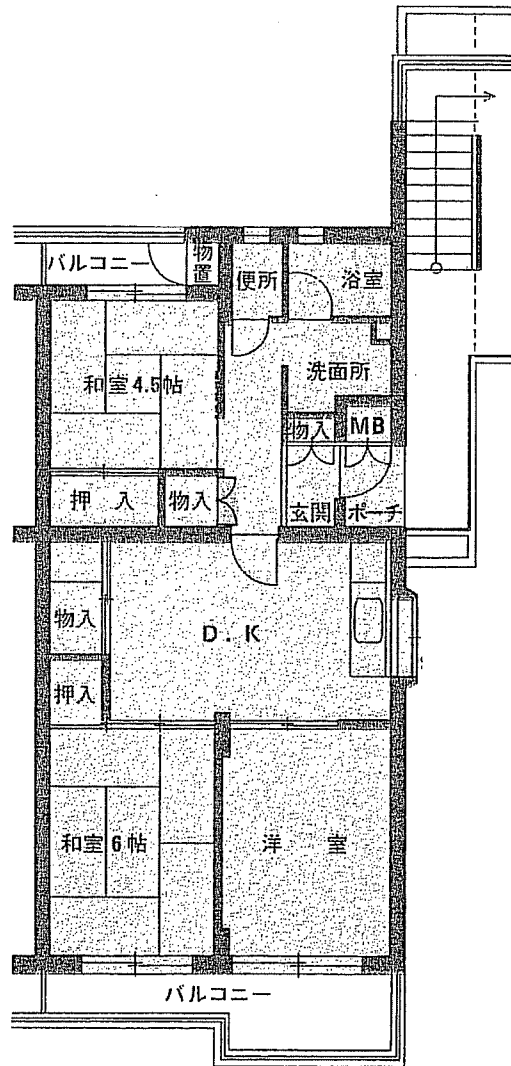 バルコニー
物置
便所
浴室
洗面所
和室4.5帖
物入
MB
押入
物入
玄関
ポーチ
物入
D.K
押入
和室6帖
洋室
バルコニー